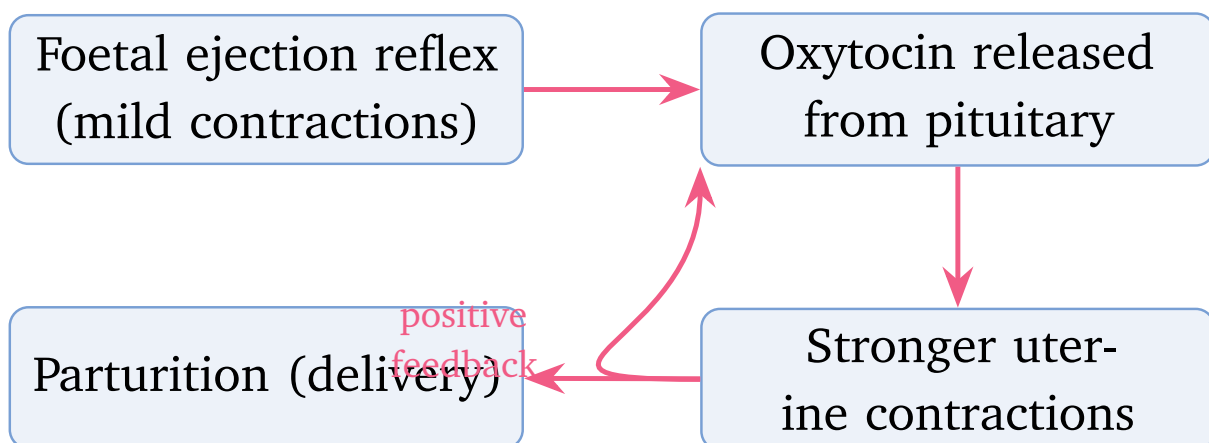 Foetal ejection reflex
(mild contractions)
Oxytocin released
from pituitary
positive
feedback
Parturition (delivery)
Stronger uter-
ine contractions